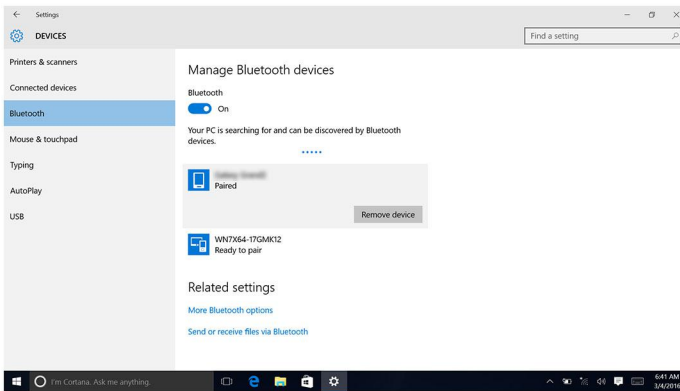 Settings
DEVICES
Find a setting
Printers & scanners
Connected devices
Bluetooth
Mouse & touchpad
Typing
AutoPlay
USB
Manage Bluetooth devices
Bluetooth
On
Your PC is searching for and can be discovered by Bluetooth
devices.
Paired
Remove device
WN7X64-17GMK12
Ready to pair
Related settings
More Bluetooth options
Send or receive files via Bluetooth
I'm Cortana. Ask me anything.
6:41 AM
3/4/2016